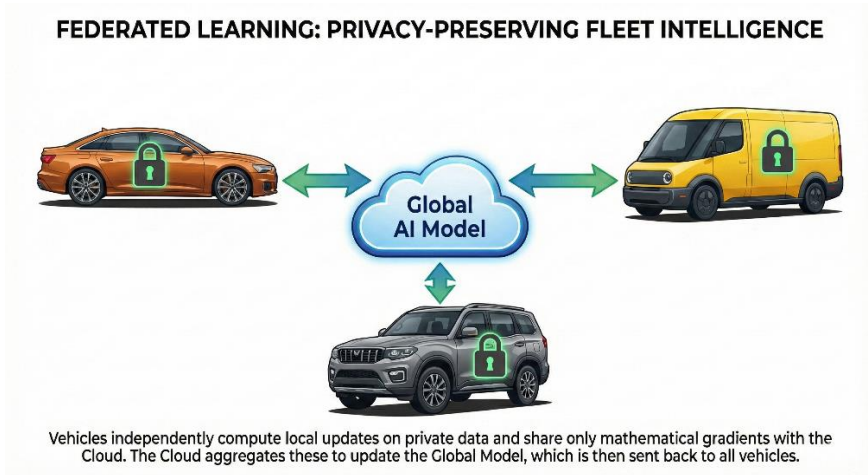 FEDERATED LEARNING: PRIVACY-PRESERVING FLEET INTELLIGENCE
Global
AI Model
Vehicles independently compute local updates on private data and share only mathematical gradients with the
Cloud. The Cloud aggregates these to update the Global Model, which is then sent back to all vehicles.